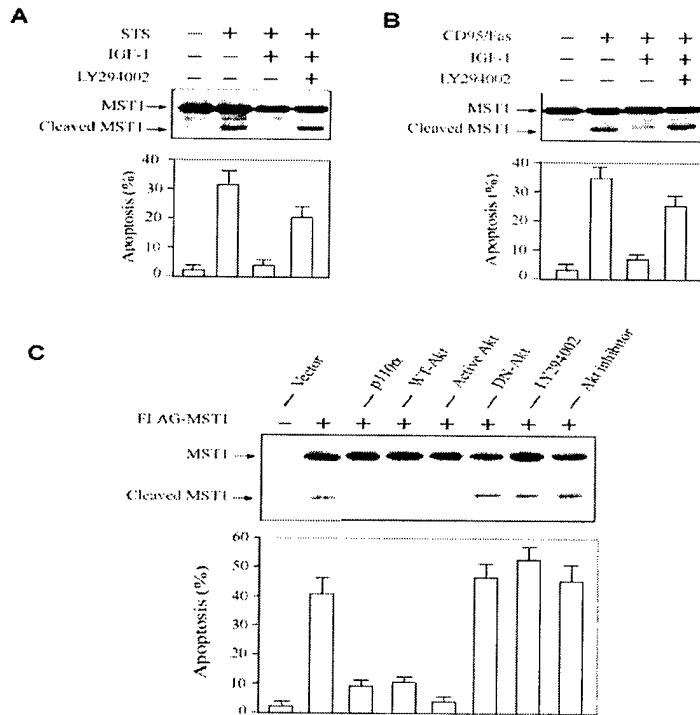 A
STS - + + +
IGF-1 - - + +
LY294002 - - - +
MST1
Cleaved MST1
Apoptosis (%)
40
30
20
10
0
B
CD95/Fas - + + +
IGF-1 - - + +
LY294002 - - - +
MST1
Cleaved MST1
Apoptosis (%)
40
30
20
10
0
C
Vector
p110α
WT-Akt
Active Akt
DN-Akt
LY294002
Akt inhibitor
FLAG-MST1 - + + + + + + +
MST1
Cleaved MST1
Apoptosis (%)
60
50
40
30
20
10
0